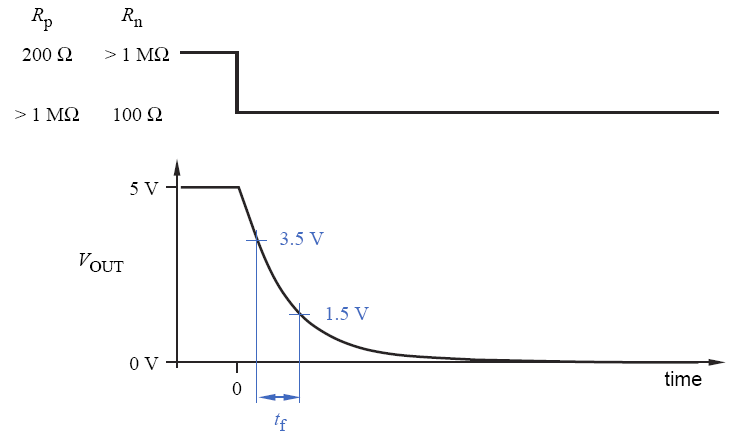 Rp Rn
200 Ω > 1 MΩ
> 1 MΩ 100 Ω
5 V
3.5 V
VOUT
1.5 V
0 V
0
time
tf